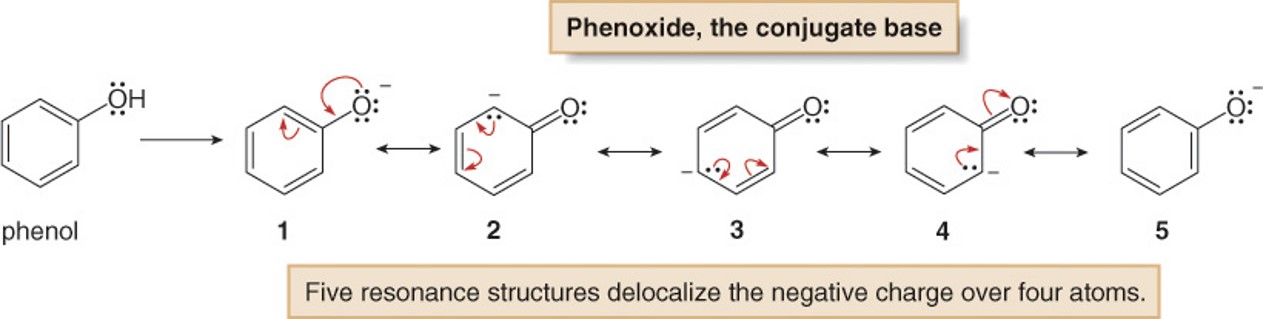 Phenoxide, the conjugate base
ÖH
O:
−
−
O:
O:
−
O:
−
O:
−
phenol
1
2
3
4
5
Five resonance structures delocalize the negative charge over four atoms.